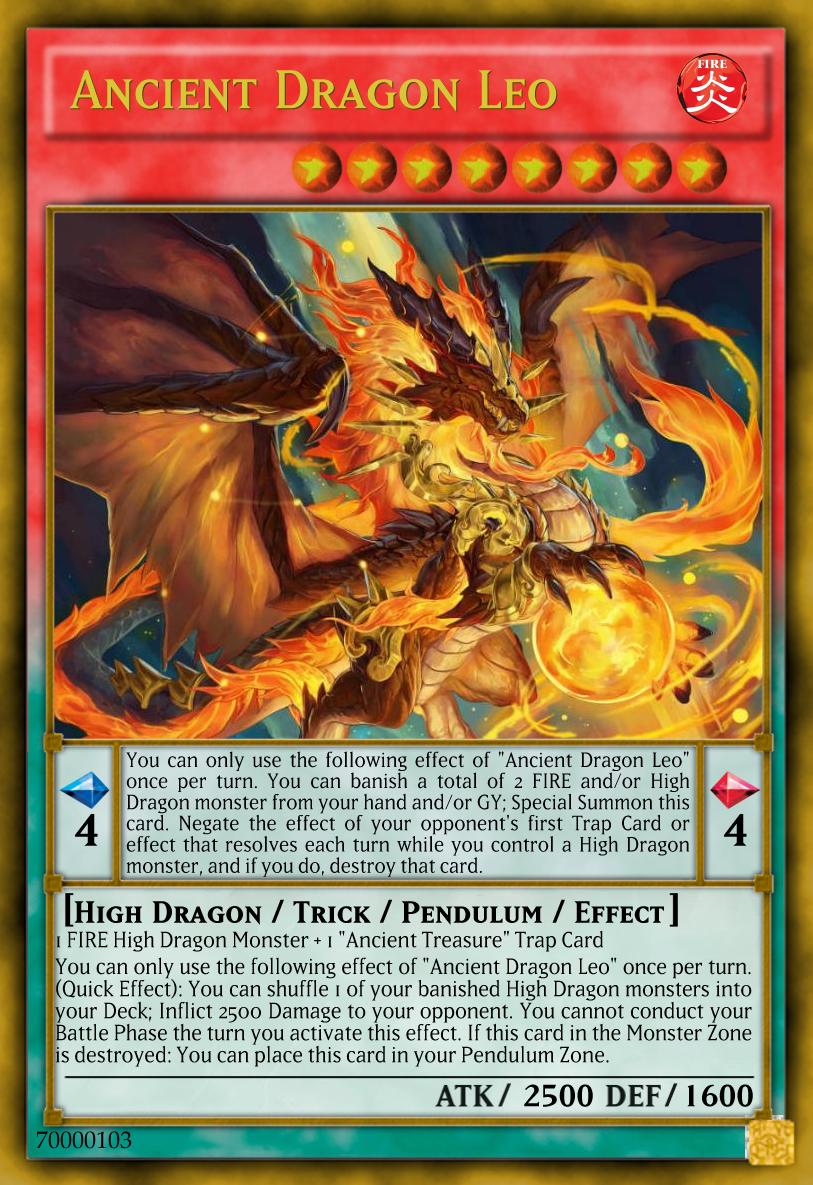 Ancient Dragon Leo
FIRE
炎
You can only use the following effect of "Ancient Dragon Leo"
once per turn. You can banish a total of 2 FIRE and/or High
Dragon monster from your hand and/or GY; Special Summon this
card. Negate the effect of your opponent's first Trap Card or
effect that resolves each turn while you control a High Dragon
monster, and if you do, destroy that card.
4
4
[High Dragon / Trick / Pendulum / Effect]
1 FIRE High Dragon Monster + 1 "Ancient Treasure" Trap Card
You can only use the following effect of "Ancient Dragon Leo" once per turn.
(Quick Effect): You can shuffle 1 of your banished High Dragon monsters into
your Deck; Inflict 2500 Damage to your opponent. You cannot conduct your
Battle Phase the turn you activate this effect. If this card in the Monster Zone
is destroyed: You can place this card in your Pendulum Zone.
ATK/ 2500 DEF/ 1600
70000103